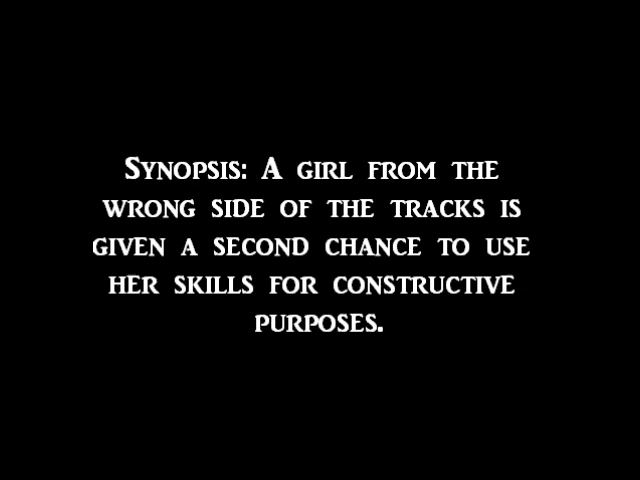 Synopsis: A girl from the
wrong side of the tracks is
given a second chance to use
her skills for constructive
purposes.